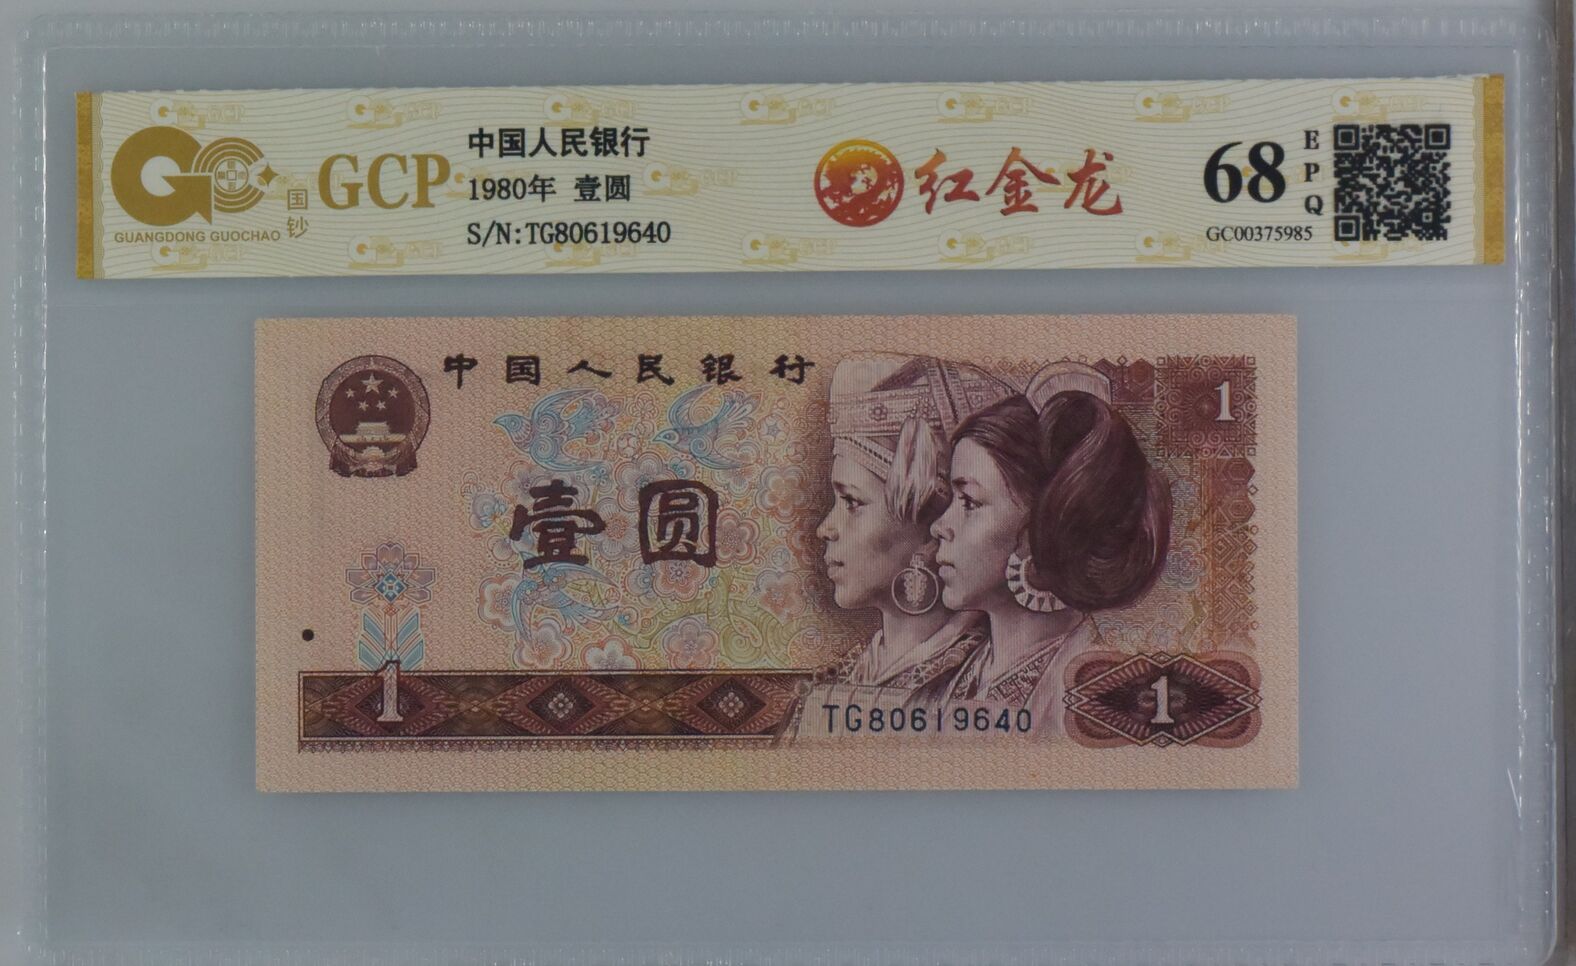 GUANGDONG GUOCHAO
国钞
GCP
中国人民银行
1980年 壹圆
S/N:TG80619640
红金龙
68
EPQ
GC00375985
中国人民银行
1
壹圆
1
TG80619640
1